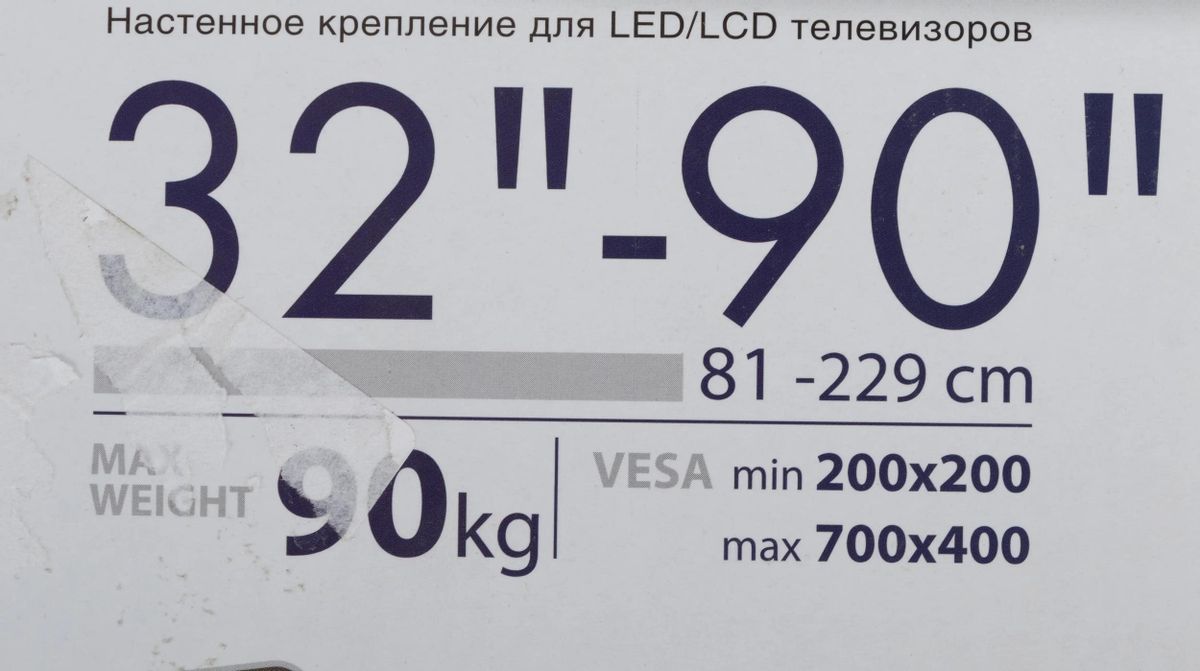 Настенное крепление для LED/LCD телевизоров
32"-90"
81 -229 cm
MAX WEIGHT 90kg
VESA min 200x200
max 700x400